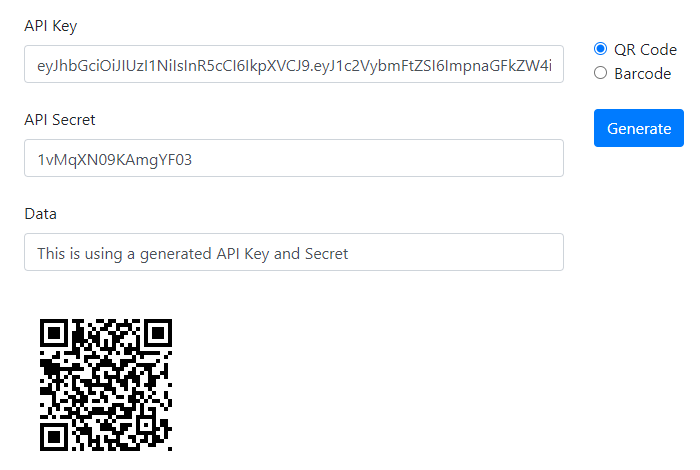 API Key
eyJhbGciOiJIUzI1NiIsInR5cCI6IkpXVCJ9.eyJ1c2VybmFtZSI6ImpnaGFkZW4i
QR Code
Barcode
API Secret
Generate
1vMqXN09KAmgYF03
Data
This is using a generated API Key and Secret